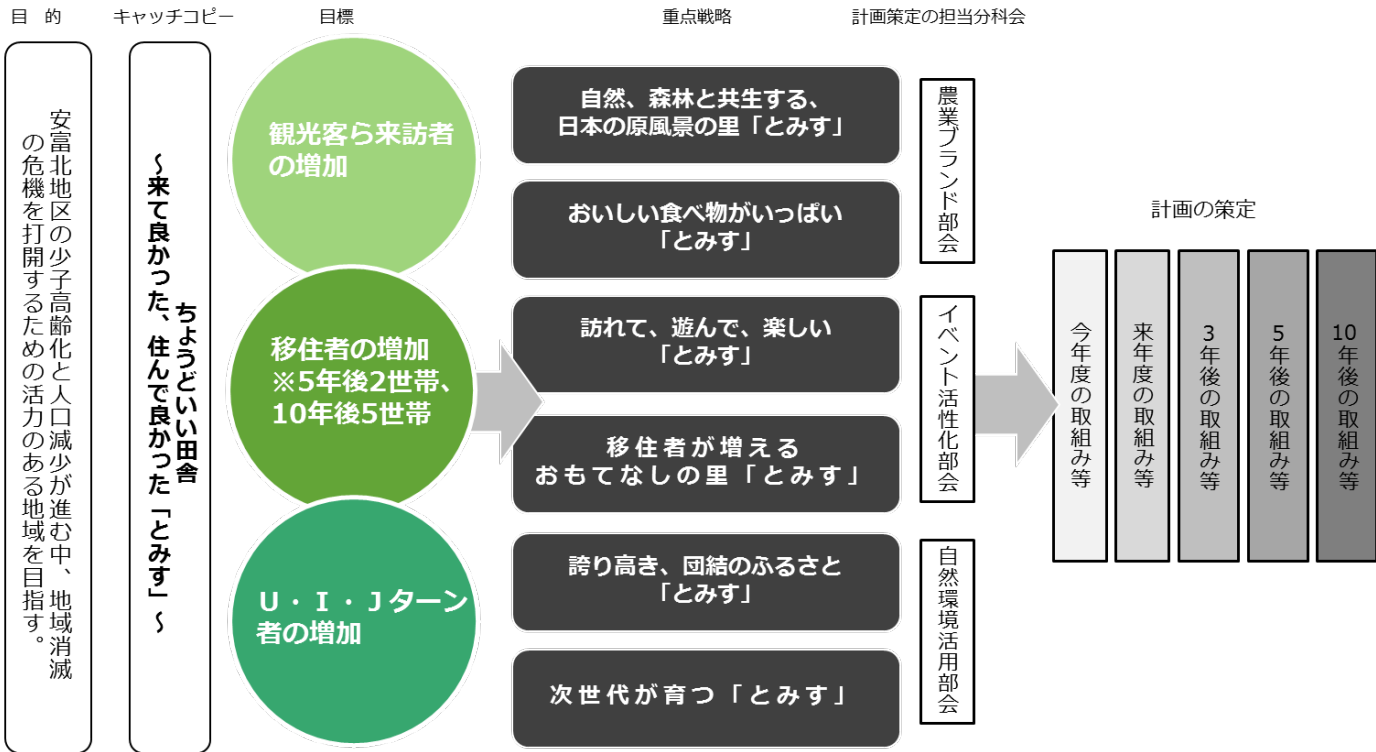 目 的
キャッチコピー
目標
重点戦略
計画策定の担当分科会
安富北地区の少子高齢化と人口減少が進む中、地域消滅
の危機を打開するための活力のある地域を目指す。
ちょうどいい田舎
～来て良かった、住んで良かった「とみす」～
観光客ら来訪者
の増加
移住者の増加
※5年後2世帯、
10年後5世帯
U・I・Jターン
者の増加
自然、森林と共生する、
日本の原風景の里「とみす」
おいしい食べ物がいっぱい
「とみす」
訪れて、遊んで、楽しい
「とみす」
移住者が増える
おもてなしの里「とみす」
誇り高き、団結のふるさと
「とみす」
次世代が育つ「とみす」
農業ブランド部会
イベント活性化部会
自然環境活用部会
計画の策定
今年度の取組み等
来年度の取組み等
3年後の取組み等
5年後の取組み等
10年後の取組み等